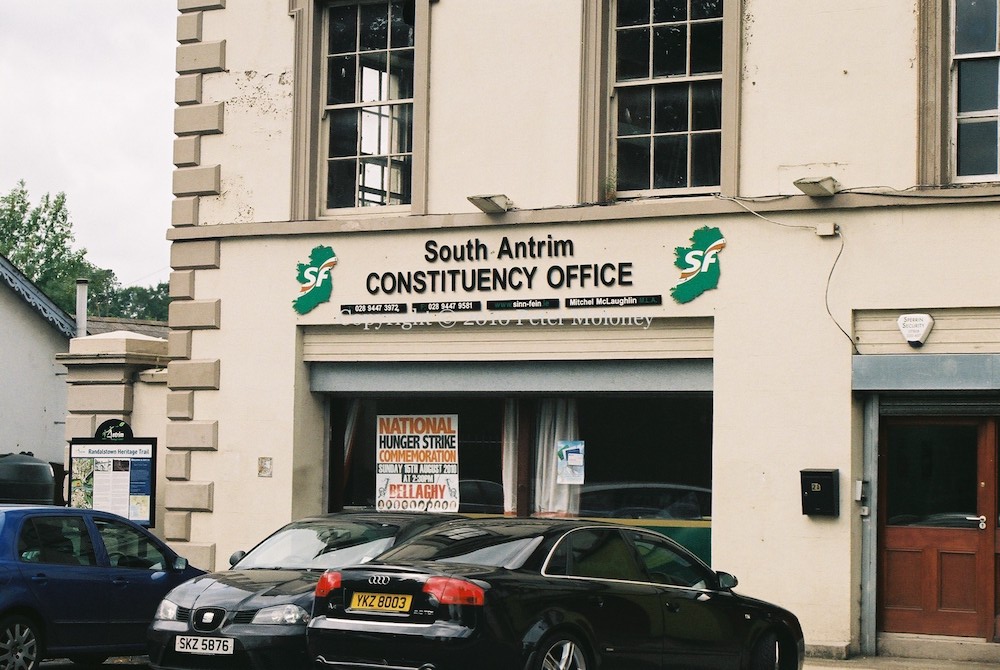 South Antrim
CONSTITUENCY OFFICE
SF
SF
028 9447 3972, 028 9447 9581 www.sinn-fein.ie Mitchel McLaughlin M.L.A.
Copyright © 2010 Peter Moloney
SECURITY
NATIONAL
HUNGER STRIKE
COMMEMORATION
SUNDAY 15TH AUGUST 2010
AT 2:30PM
BELLAGHY
Randalstown Heritage Trail
YKZ 8003
SKZ 5876